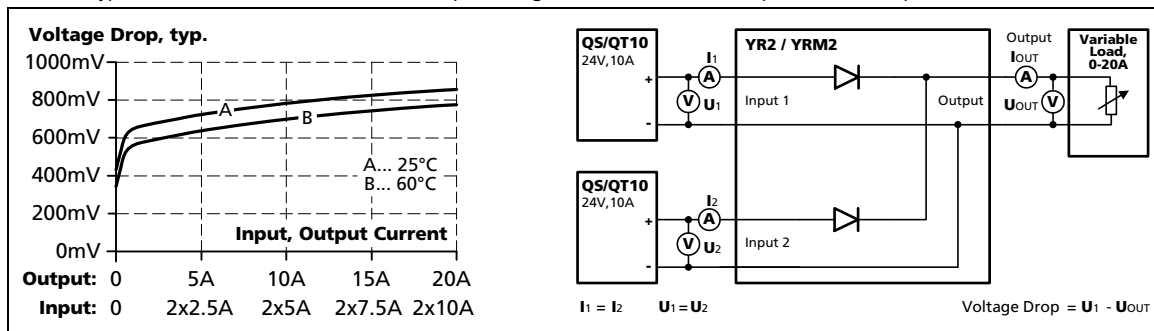 Voltage Drop, typ.
1000mV
800mV
600mV
400mV
200mV
0mV
A
B
A... 25°C
B... 60°C
Input, Output Current
Output: 0 5A 10A 15A 20A
Input: 0 2x2.5A 2x5A 2x7.5A 2x10A
QS/QT10
24V,10A
+
-
I1
A
V
U1
YR2 / YRM2
Input 1
Output
Output
IOUT
A
UOUT
V
Variable
Load,
0-20A
QS/QT10
24V,10A
+
-
I2
A
V
U2
Input 2
I1 = I2
U1 = U2
Voltage Drop = U1 - UOUT